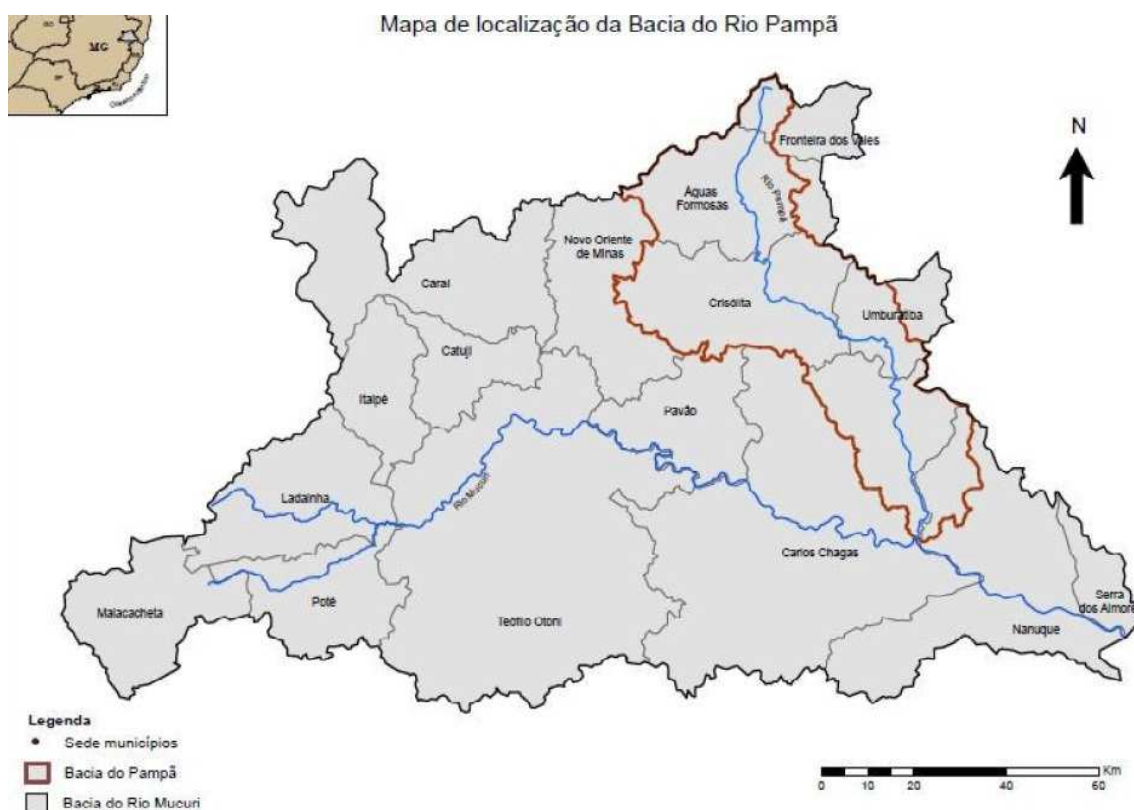 Mapa de localização da Bacia do Rio Pampã
MG
N
Fronteira dos Vales
Águas
Formosas
Rio Pampã
Novo Oriente
de Minas
Caraí
Crisólita
Umburatiba
Catuji
Itaipé
Pavão
Ladainha
Rio Mucuri
Carlos Chagas
Malacacheta
Poté
Teófilo Otoni
Serra
dos Aimoré
Nanuque
Legenda
Sede municípios
Bacia do Pampã
Bacia do Rio Mucuri
Km
0 10 20 40 60